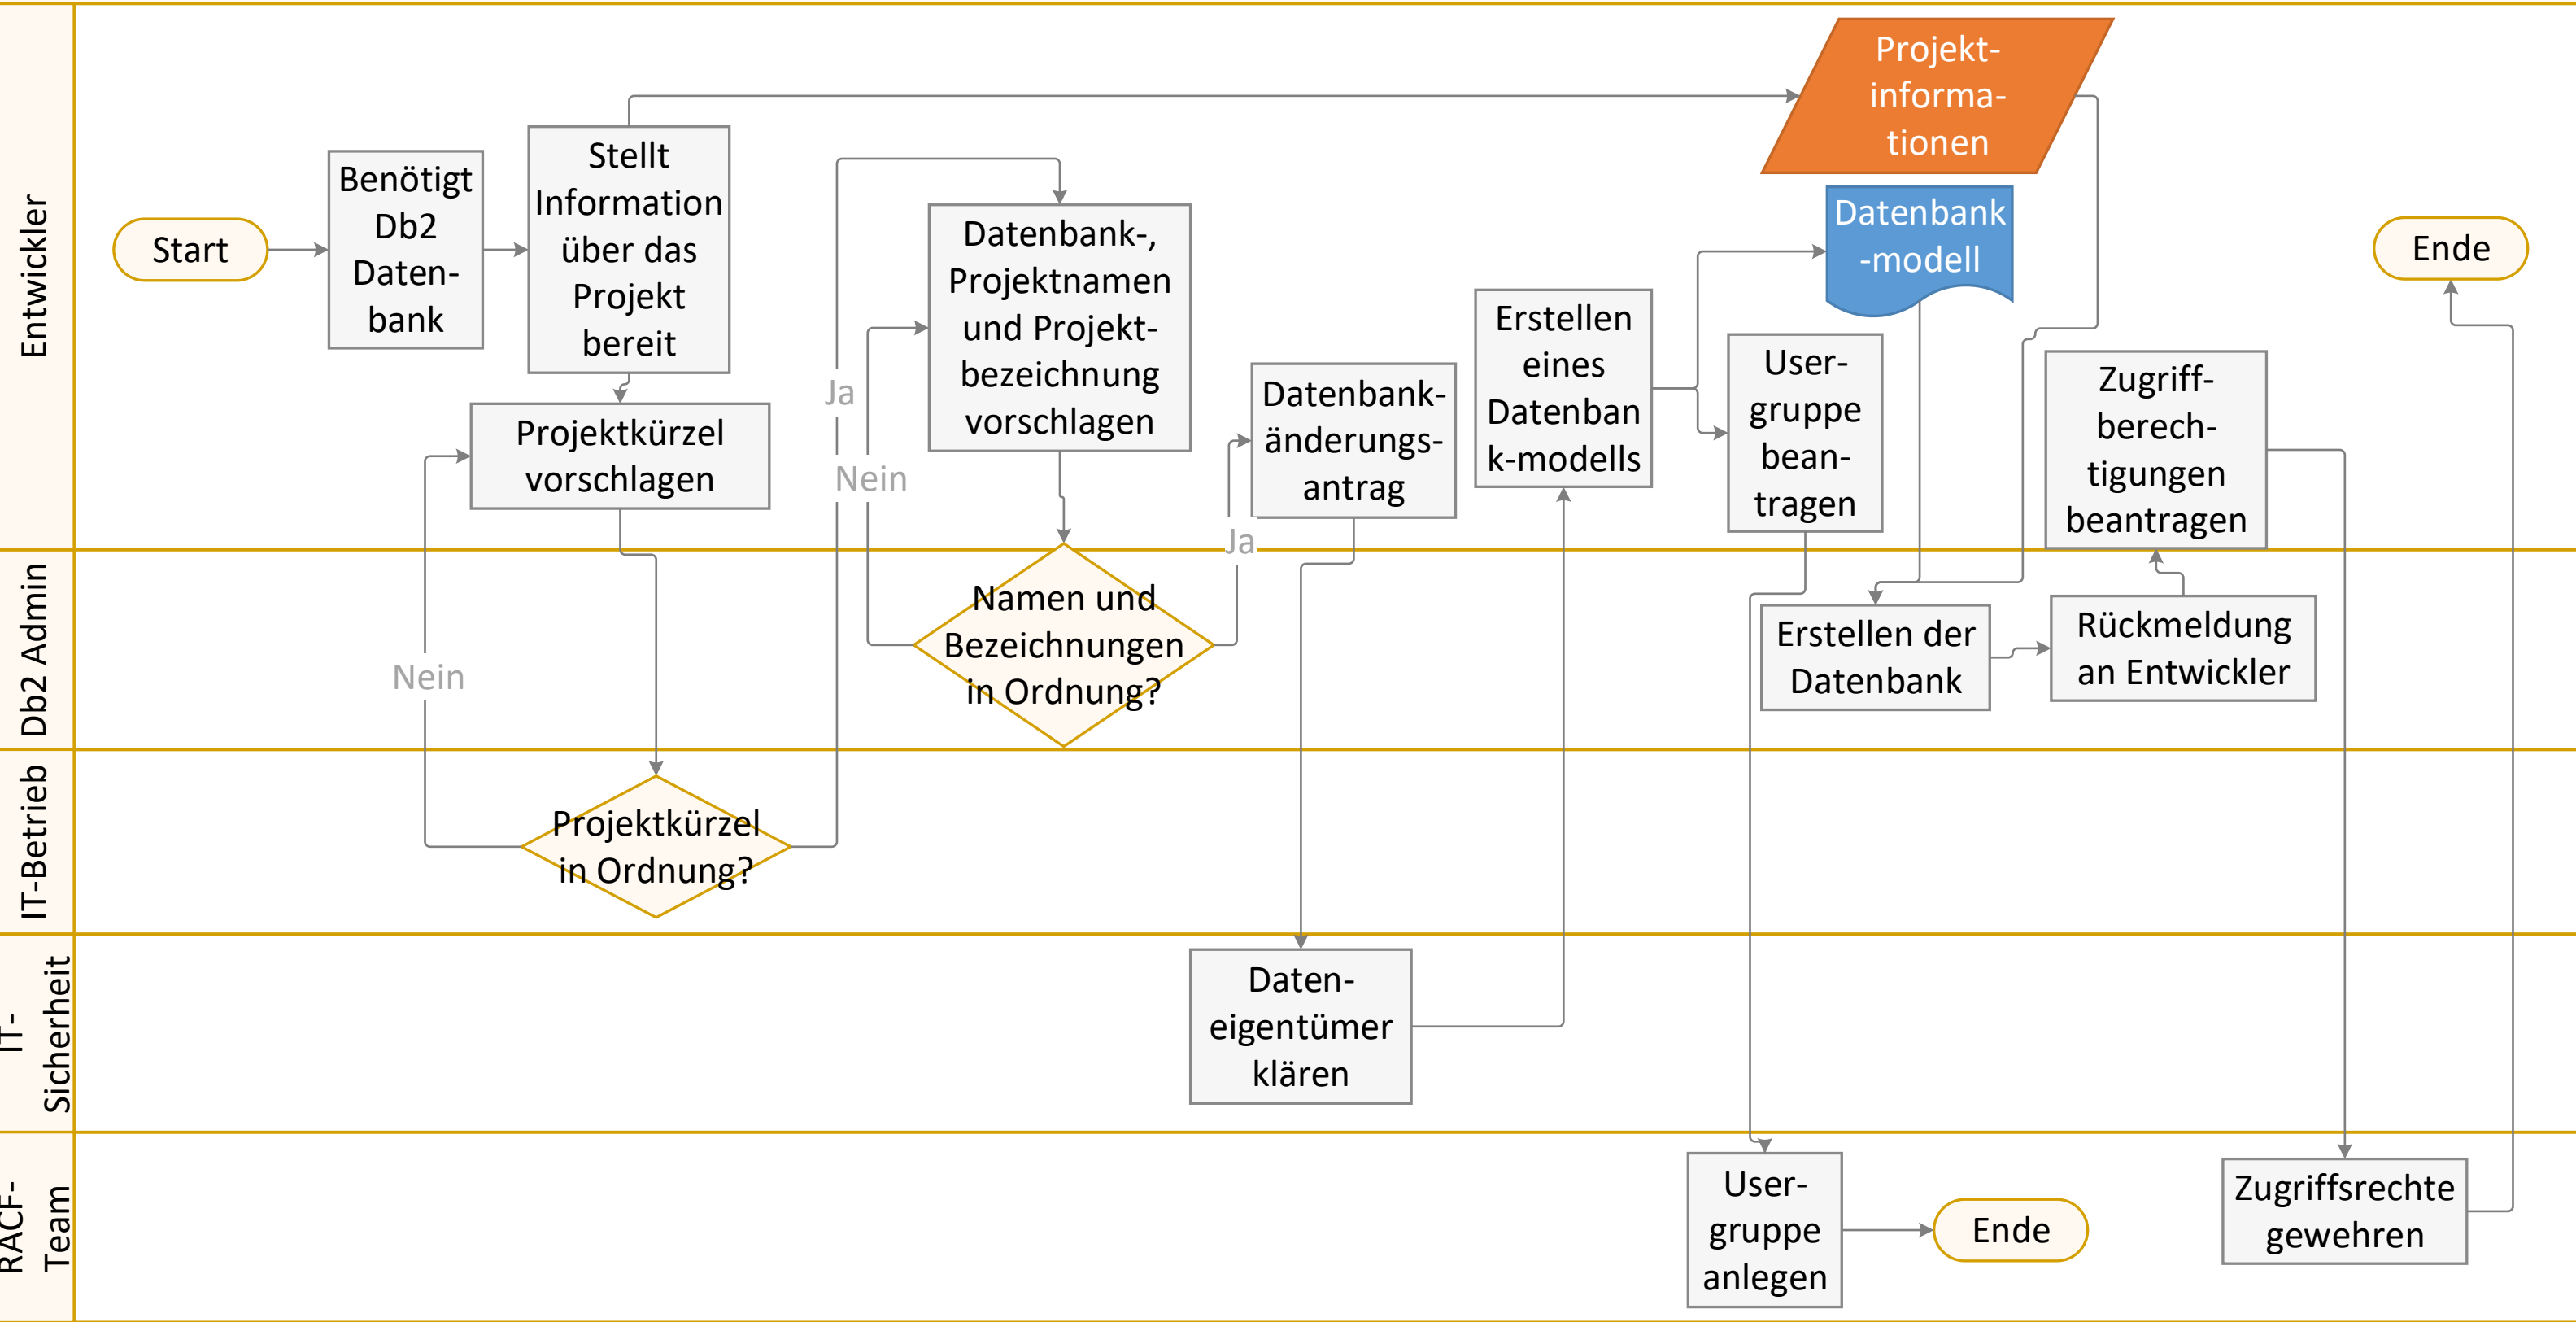 Entwickler
Start
Benötigt
Db2
Daten-
bank
Stellt
Information
über das
Projekt
bereit
Projektkürzel
vorschlagen
Ja
Nein
Datenbank-,
Projektnamen
und Projekt-
bezeichnung
vorschlagen
Datenbank-
änderungs-
antrag
Ja
Erstellen
eines
Datenban
k-modells
Projekt-
informa-
tionen
Datenbank
-modell
User-
gruppe
bean-
tragen
Zugriff-
berech-
tigungen
beantragen
Ende
Db2 Admin
Nein
Namen und
Bezeichnungen
in Ordnung?
Erstellen der
Datenbank
Rückmeldung
an Entwickler
IT-Betrieb
Projektkürzel
in Ordnung?
IT-
Sicherheit
Daten-
eigentümer
klären
RACF-
Team
User-
gruppe
anlegen
Ende
Zugriffsrechte
gewehren